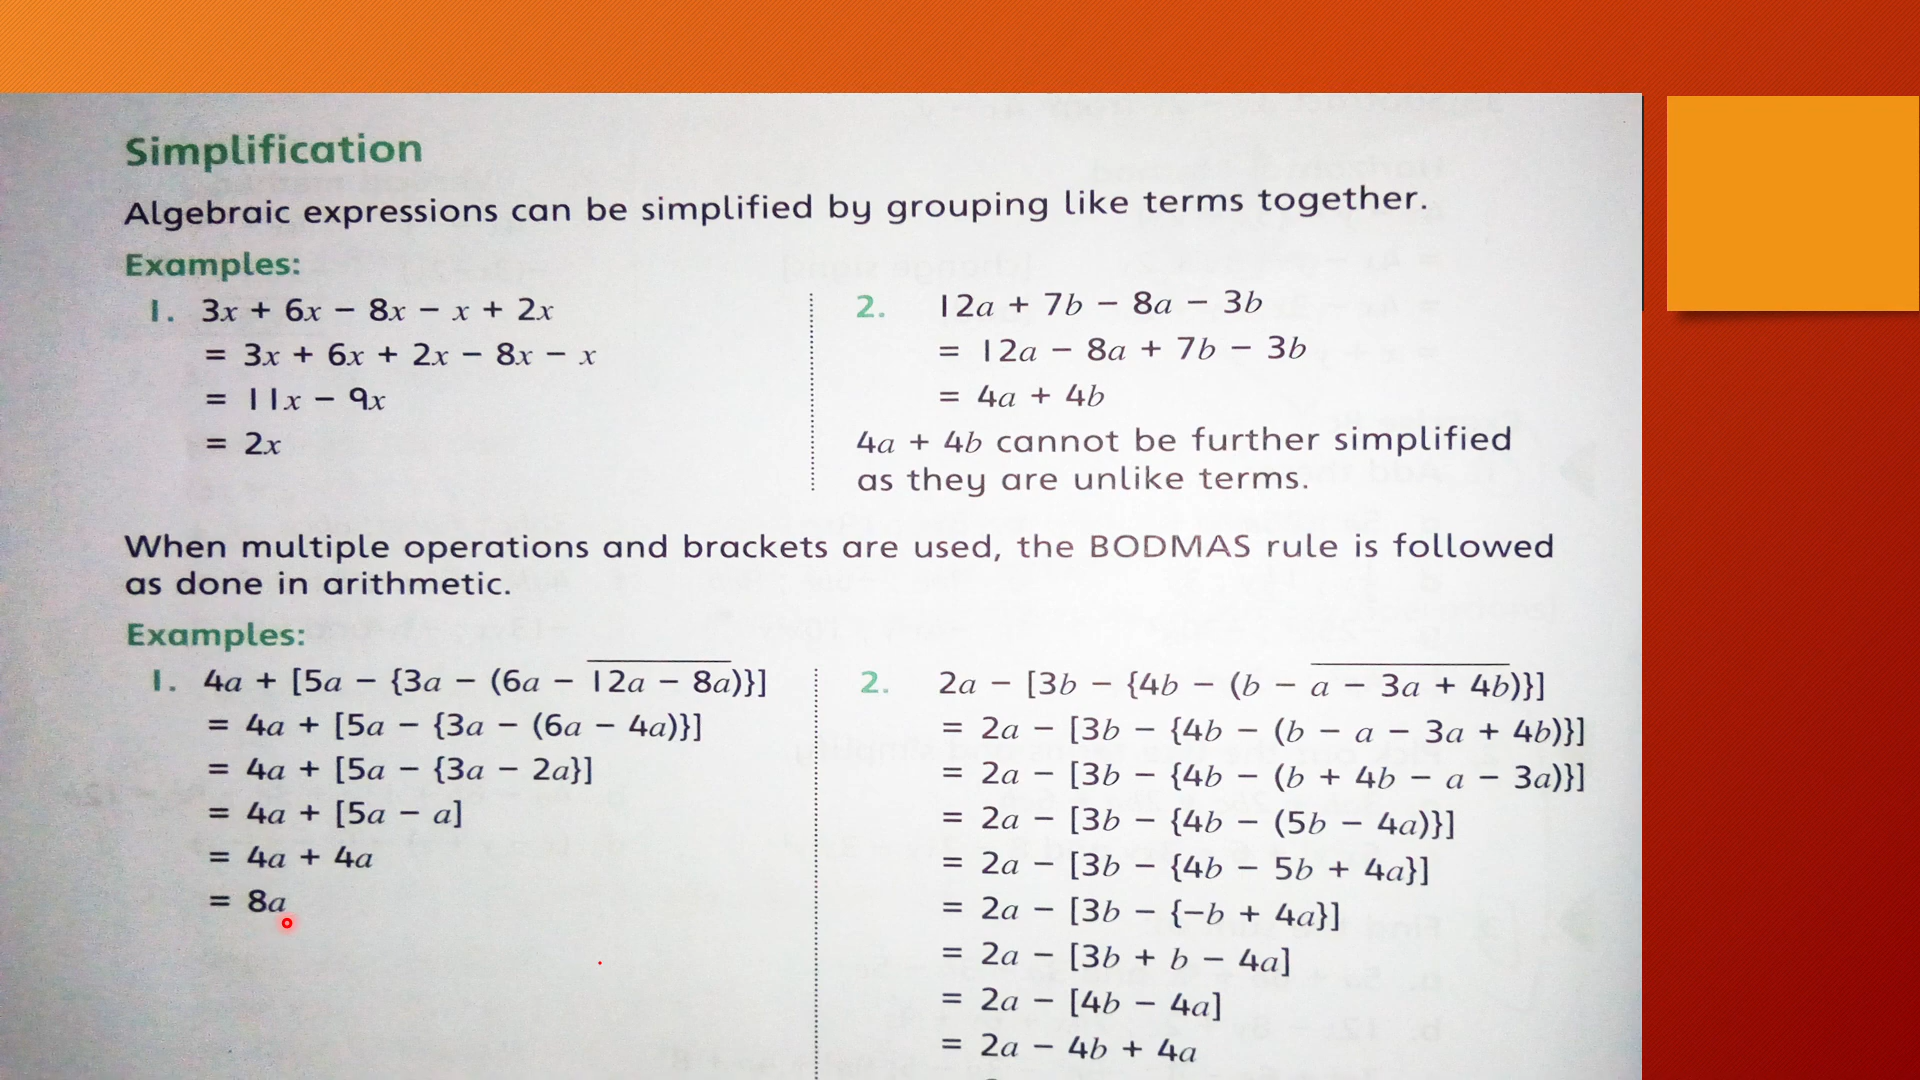 Simplification
Algebraic expressions can be simplified by grouping like terms together.
Examples:
1. 3x + 6x − 8x − x + 2x
= 3x + 6x + 2x − 8x − x
= 11x − 9x
= 2x
2. 12a + 7b − 8a − 3b
= 12a − 8a + 7b − 3b
= 4a + 4b
4a + 4b cannot be further simplified
as they are unlike terms.
When multiple operations and brackets are used, the BODMAS rule is followed
as done in arithmetic.
Examples:
1. 4a + [5a − {3a − (6a − 1̅2̅a̅ ̅−̅ ̅8̅a̅)}]
= 4a + [5a − {3a − (6a − 4a)}]
= 4a + [5a − {3a − 2a}]
= 4a + [5a − a]
= 4a + 4a
= 8a
2. 2a − [3b − {4b − (b − a̅ ̅−̅ ̅3̅a̅ ̅+̅ ̅4̅b̅)}]
= 2a − [3b − {4b − (b − a − 3a + 4b)}]
= 2a − [3b − {4b − (b + 4b − a − 3a)}]
= 2a − [3b − {4b − (5b − 4a)}]
= 2a − [3b − {4b − 5b + 4a}]
= 2a − [3b − {−b + 4a}]
= 2a − [3b + b − 4a]
= 2a − [4b − 4a]
= 2a − 4b + 4a